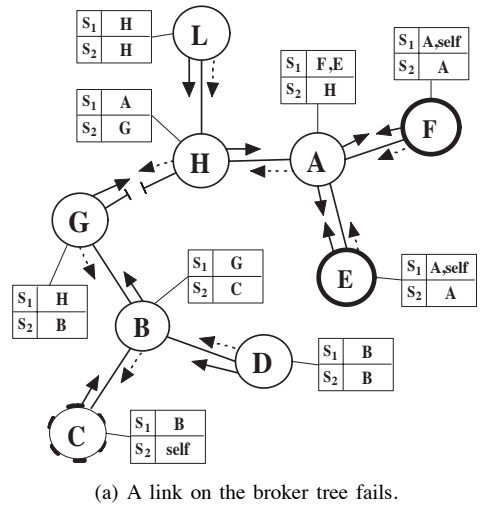 S1 H
S2 H
L
S1 F,E
S2 H
S1 A,self
S2 A
S1 A
S2 G
H
A
F
G
S1 G
S2 C
E
S1 A,self
S2 A
S1 H
S2 B
B
D
S1 B
S2 B
C
S1 B
S2 self
(a) A link on the broker tree fails.